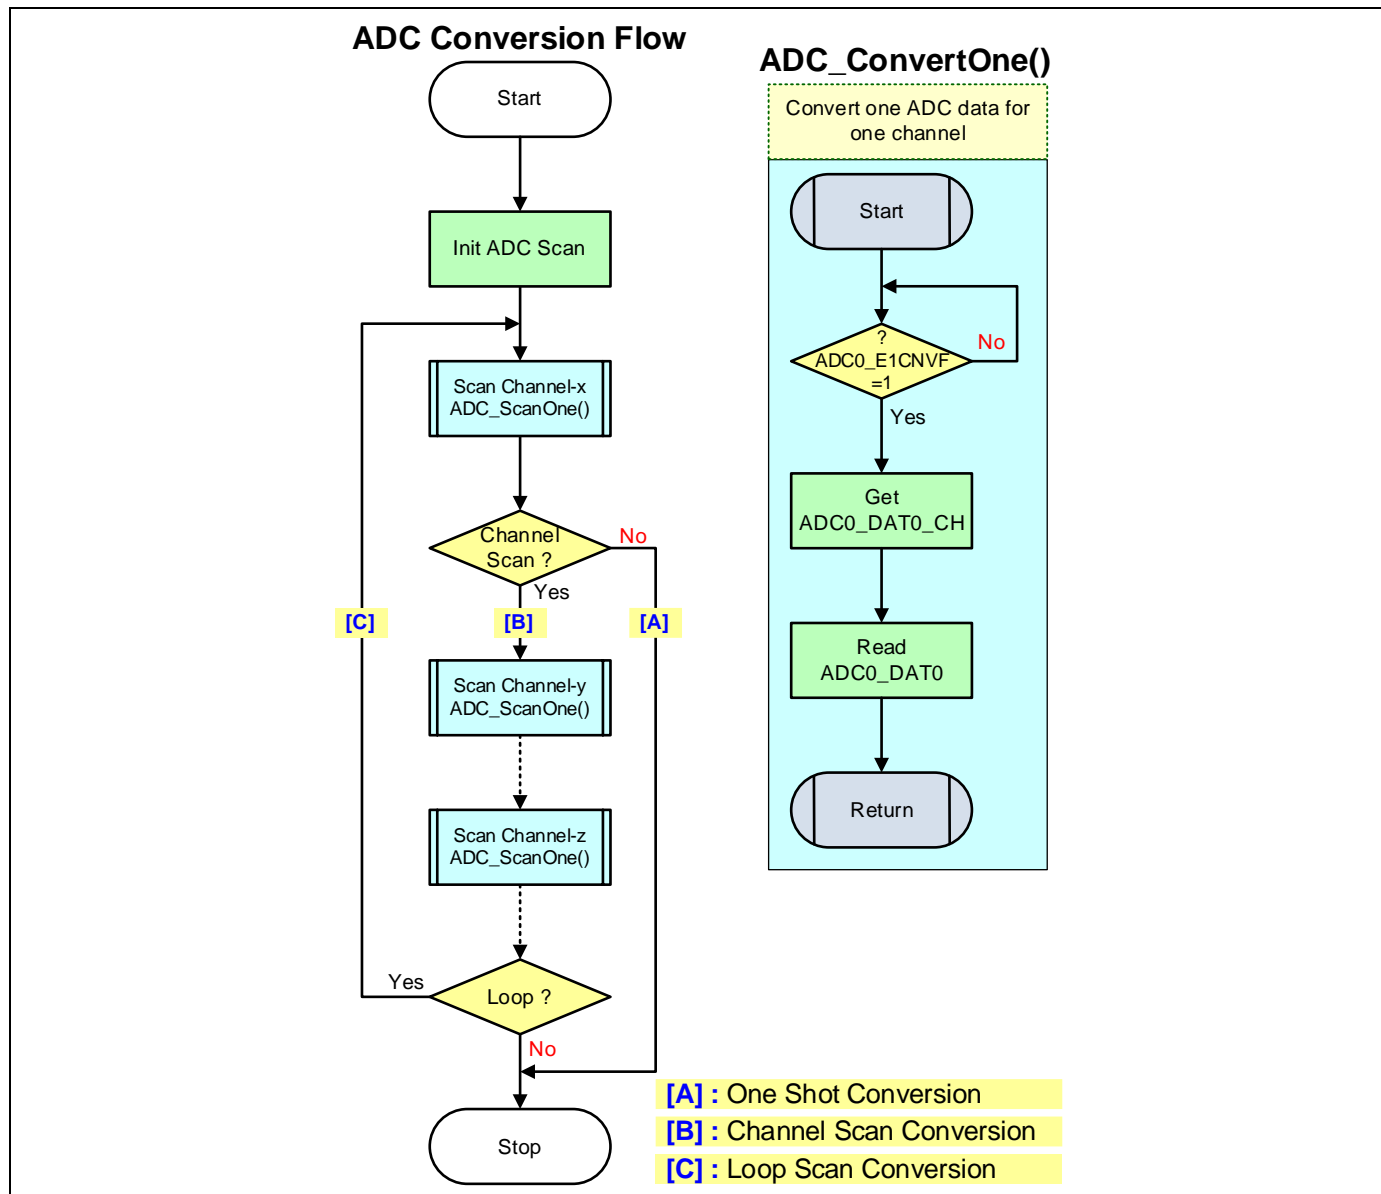 ADC Conversion Flow
Start
Init ADC Scan
Scan Channel-x
ADC_ScanOne()
Channel
Scan ?
No
Yes
[C]
[B]
[A]
Scan Channel-y
ADC_ScanOne()
Scan Channel-z
ADC_ScanOne()
Yes
Loop ?
No
Stop
ADC_ConvertOne()
Convert one ADC data for
one channel
Start
?
ADC0_E1CNVF
=1
No
Yes
Get
ADC0_DAT0_CH
Read
ADC0_DAT0
Return
[A] : One Shot Conversion
[B] : Channel Scan Conversion
[C] : Loop Scan Conversion